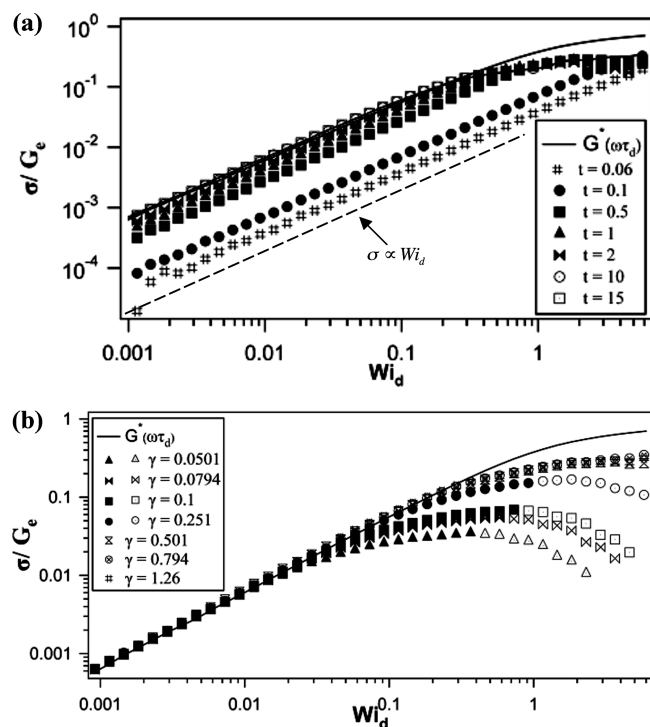 (a)
10^0
10^-1
10^-2
10^-3
10^-4
σ/ G_e
σ ∝ Wi_d
G^*(ωτ_d)
t = 0.06
t = 0.1
t = 0.5
t = 1
t = 2
t = 10
t = 15
0.001 0.01 0.1 1
Wi_d
(b)
1
0.1
0.01
0.001
σ/ G_e
G^*(ωτ_d)
γ = 0.0501
γ = 0.0794
γ = 0.1
γ = 0.251
γ = 0.501
γ = 0.794
γ = 1.26
0.001 0.01 0.1 1
Wi_d